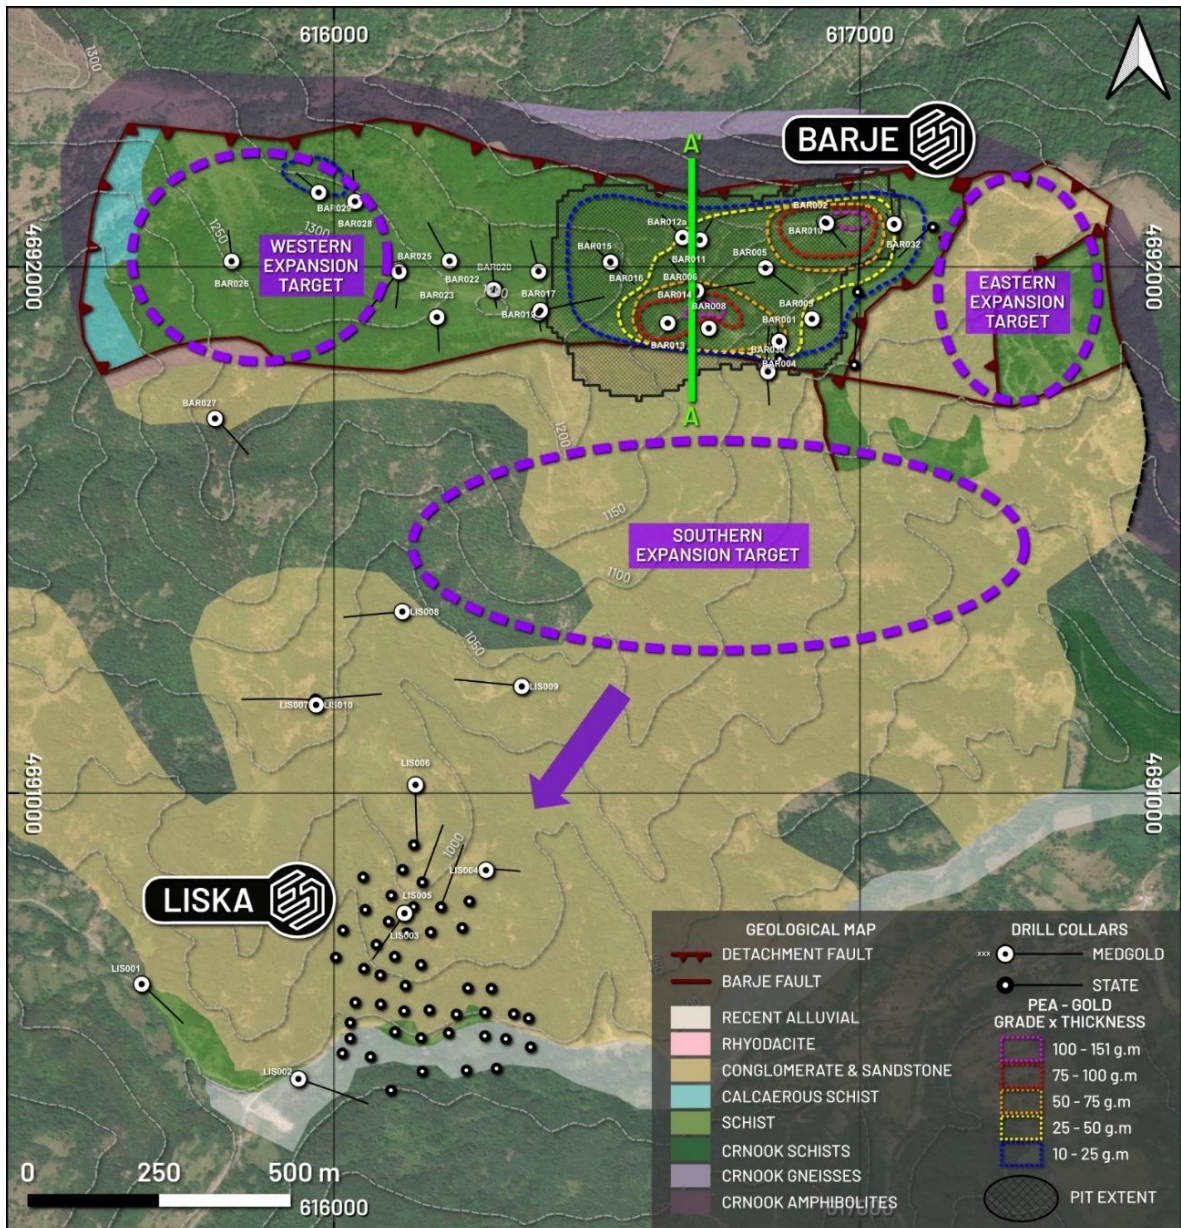 616000
617000
1300
BARJE
A'
4692000
4692000
BAR029
BAR028
1250
1300
WESTERN
EXPANSION
TARGET
BAR026
BAR025
BAR022
BAR020
BAR023
BAR017
BAR019
BAR015
BAR016
BAR012a
BAR011
BAR002
BAR010
BAR032
BAR005
BAR006
BAR014
BAR008
BAR009
BAR001
BAR013
BAR030
BAR004
EASTERN
EXPANSION
TARGET
A
BAR027
1200
1150
SOUTHERN
EXPANSION TARGET
1100
LIS008
1050
LIS009
LIS007
LIS010
LIS006
4691000
4691000
1000
LIS004
LISKA
LIS005
LIS003
LIS001
LIS002
GEOLOGICAL MAP
DETACHMENT FAULT
BARJE FAULT
RECENT ALLUVIAL
RHYODACITE
CONGLOMERATE & SANDSTONE
CALCAEROUS SCHIST
SCHIST
CRNOOK SCHISTS
CRNOOK GNEISSES
CRNOOK AMPHIBOLITES
DRILL COLLARS
xxx MEDGOLD
STATE
PEA - GOLD
GRADE x THICKNESS
100 - 151 g.m
75 - 100 g.m
50 - 75 g.m
25 - 50 g.m
10 - 25 g.m
PIT EXTENT
0 250 500 m
616000
617000